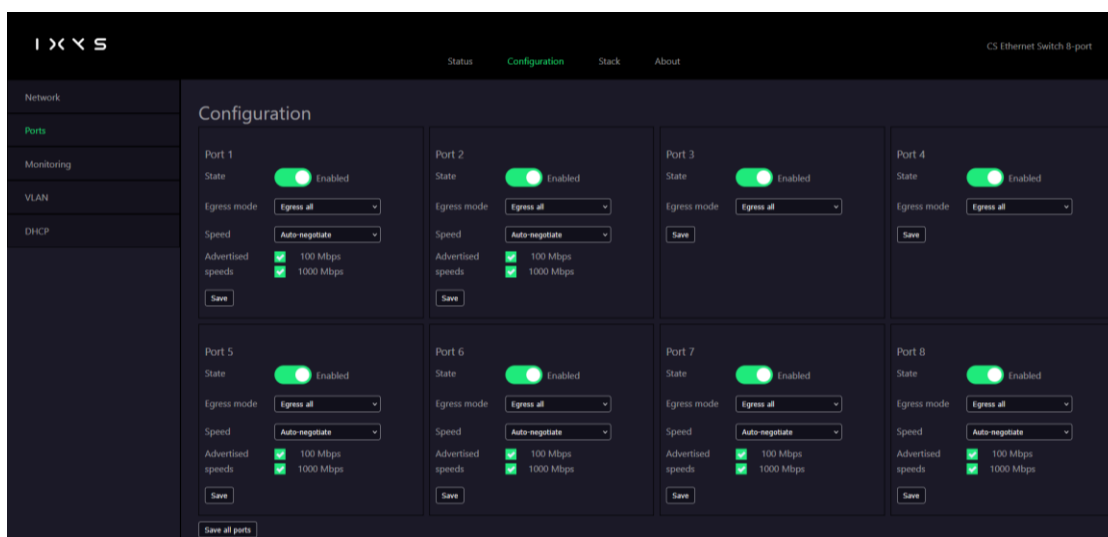 IXYS
CS Ethernet Switch 8-port
Status Configuration Stack About
Network
Ports
Monitoring
VLAN
DHCP
Configuration
Port 1
State Enabled
Egress mode Egress all
Speed Auto-negotiate
Advertised speeds
100 Mbps
1000 Mbps
Save
Port 2
State Enabled
Egress mode Egress all
Speed Auto-negotiate
Advertised speeds
100 Mbps
1000 Mbps
Save
Port 3
State Enabled
Egress mode Egress all
Save
Port 4
State Enabled
Egress mode Egress all
Save
Port 5
State Enabled
Egress mode Egress all
Speed Auto-negotiate
Advertised speeds
100 Mbps
1000 Mbps
Save
Port 6
State Enabled
Egress mode Egress all
Speed Auto-negotiate
Advertised speeds
100 Mbps
1000 Mbps
Save
Port 7
State Enabled
Egress mode Egress all
Speed Auto-negotiate
Advertised speeds
100 Mbps
1000 Mbps
Save
Port 8
State Enabled
Egress mode Egress all
Speed Auto-negotiate
Advertised speeds
100 Mbps
1000 Mbps
Save
Save all ports